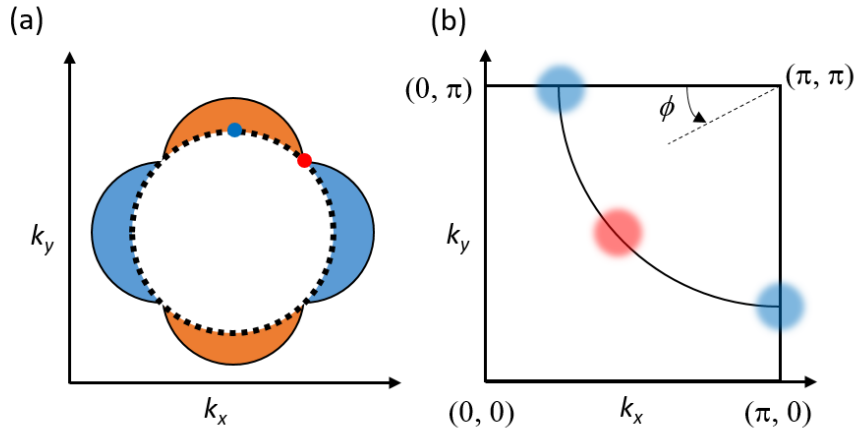 (a)
k_y
k_x
(b)
(0, π)
(π, π)
ϕ
k_y
(0, 0)
k_x
(π, 0)